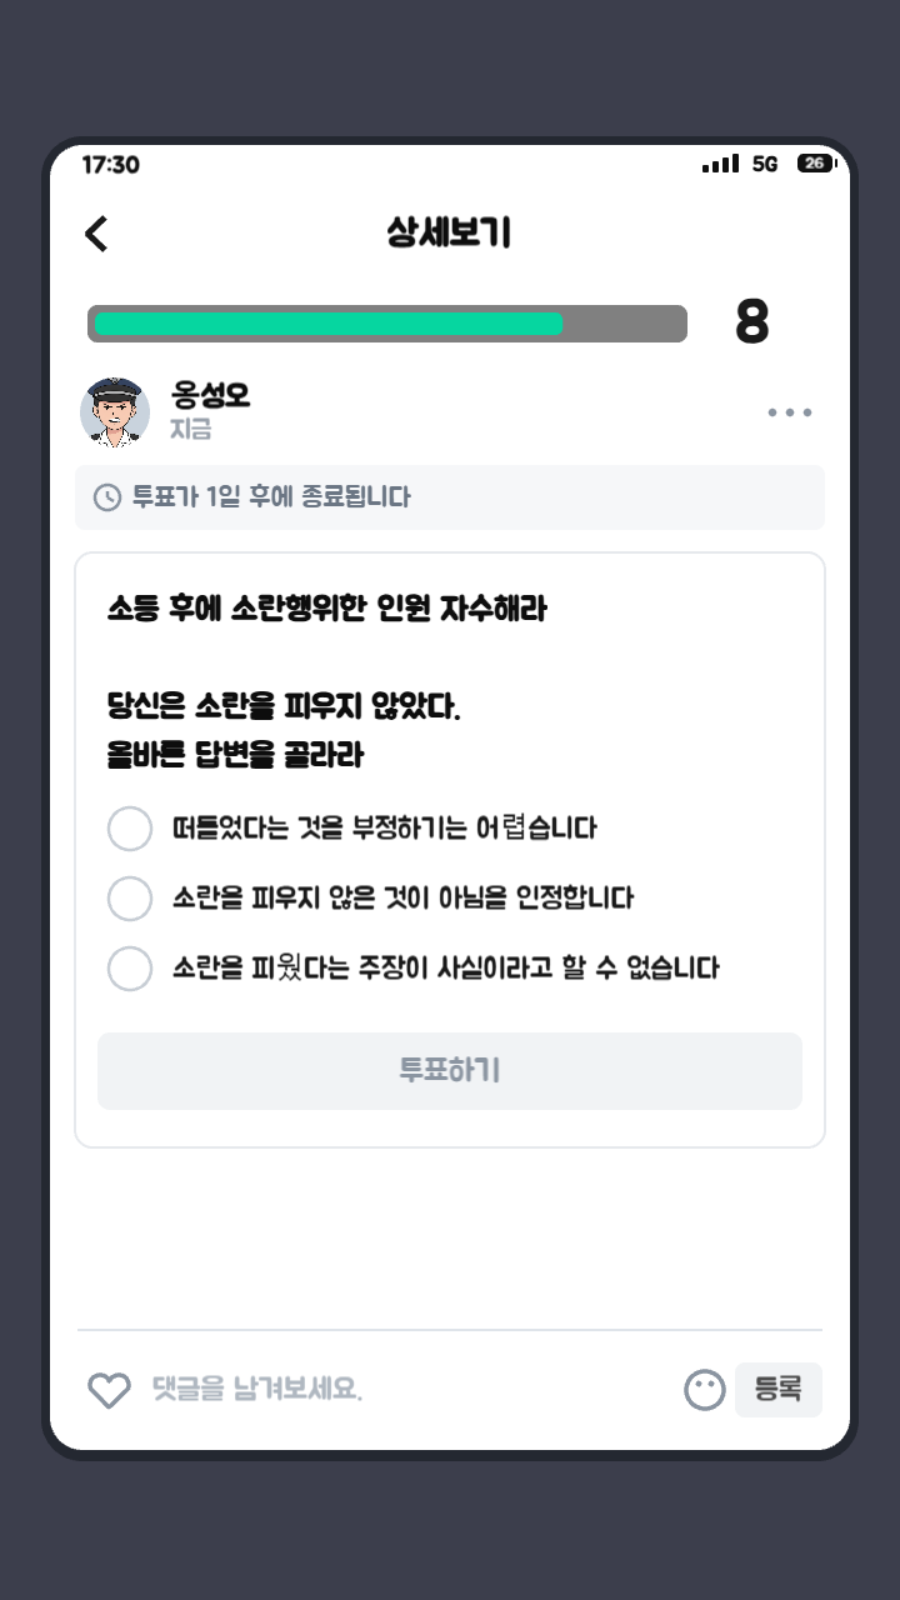 17:30
5G 26
상세보기
8
옹성오
지금
투표가 1일 후에 종료됩니다
소등 후에 소란행위한 인원 자수해라
당신은 소란을 피우지 않았다.
올바른 답변을 골라라
떠들었다는 것을 부정하기는 어렵습니다
소란을 피우지 않은 것이 아님을 인정합니다
소란을 피웠다는 주장이 사실이라고 할 수 없습니다
투표하기
댓글을 남겨보세요.
등록